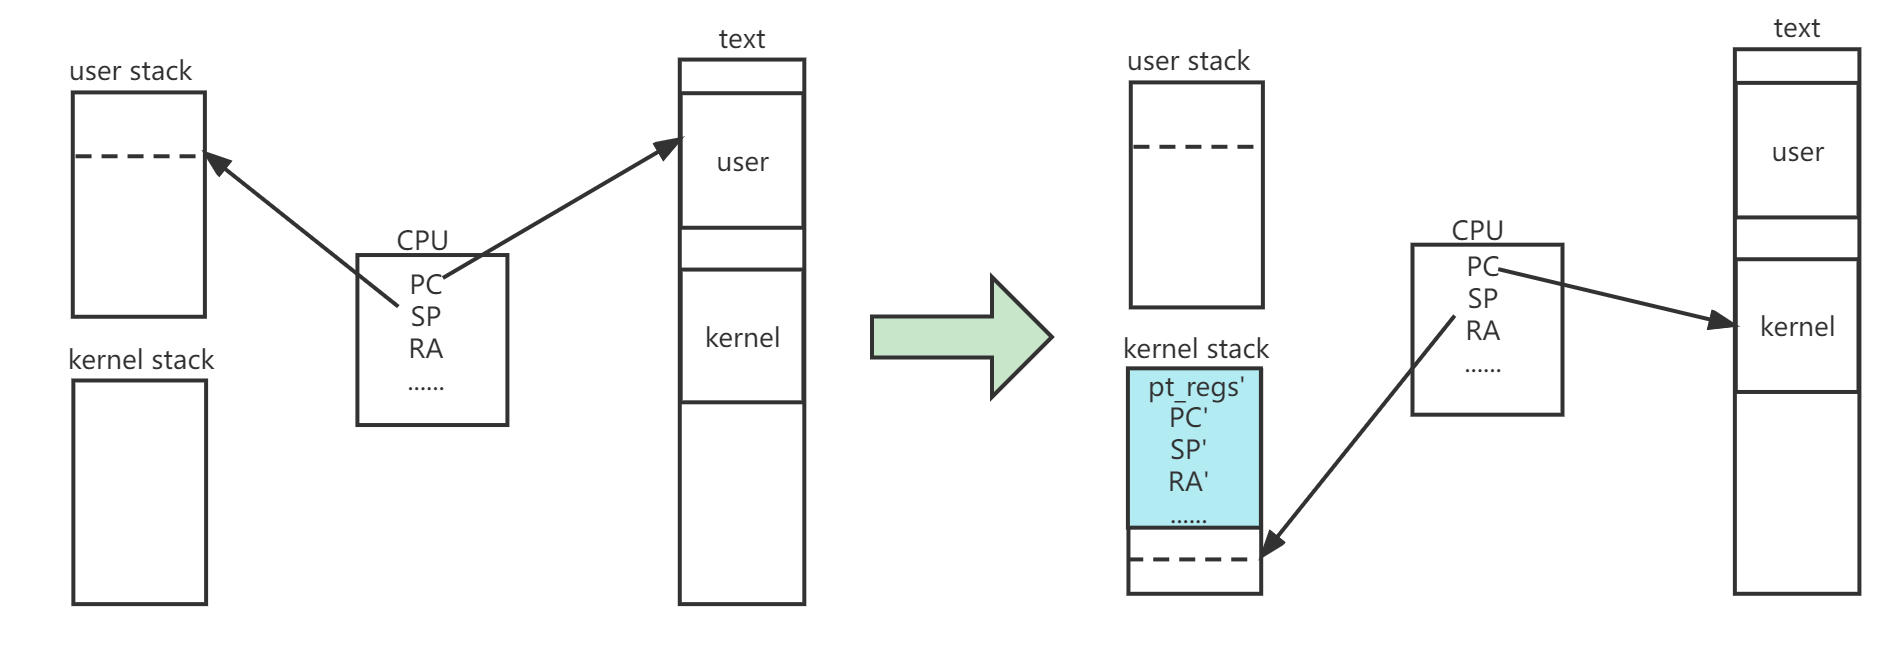 user stack
kernel stack
CPU
PC
SP
RA
......
text
user
kernel
user stack
kernel stack
pt_regs'
PC'
SP'
RA'
......
CPU
PC
SP
RA
......
text
user
kernel